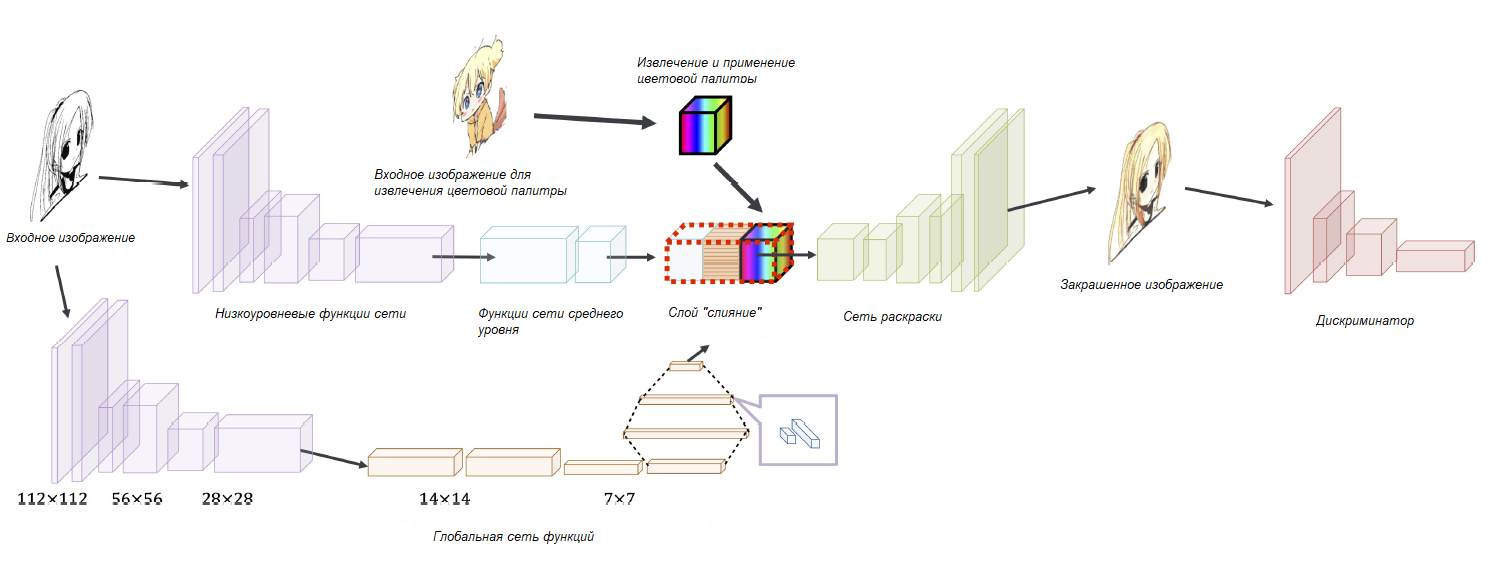 Извлечение и применение
цветовой палитры
Входное изображение для
извлечения цветовой палитры
Входное изображение
Низкоуровневые функции сети
Функции сети среднего
уровня
Слой "слияние"
Сеть раскраски
Закрашенное изображение
Дискриминатор
112×112
56×56
28×28
14×14
7×7
Глобальная сеть функций